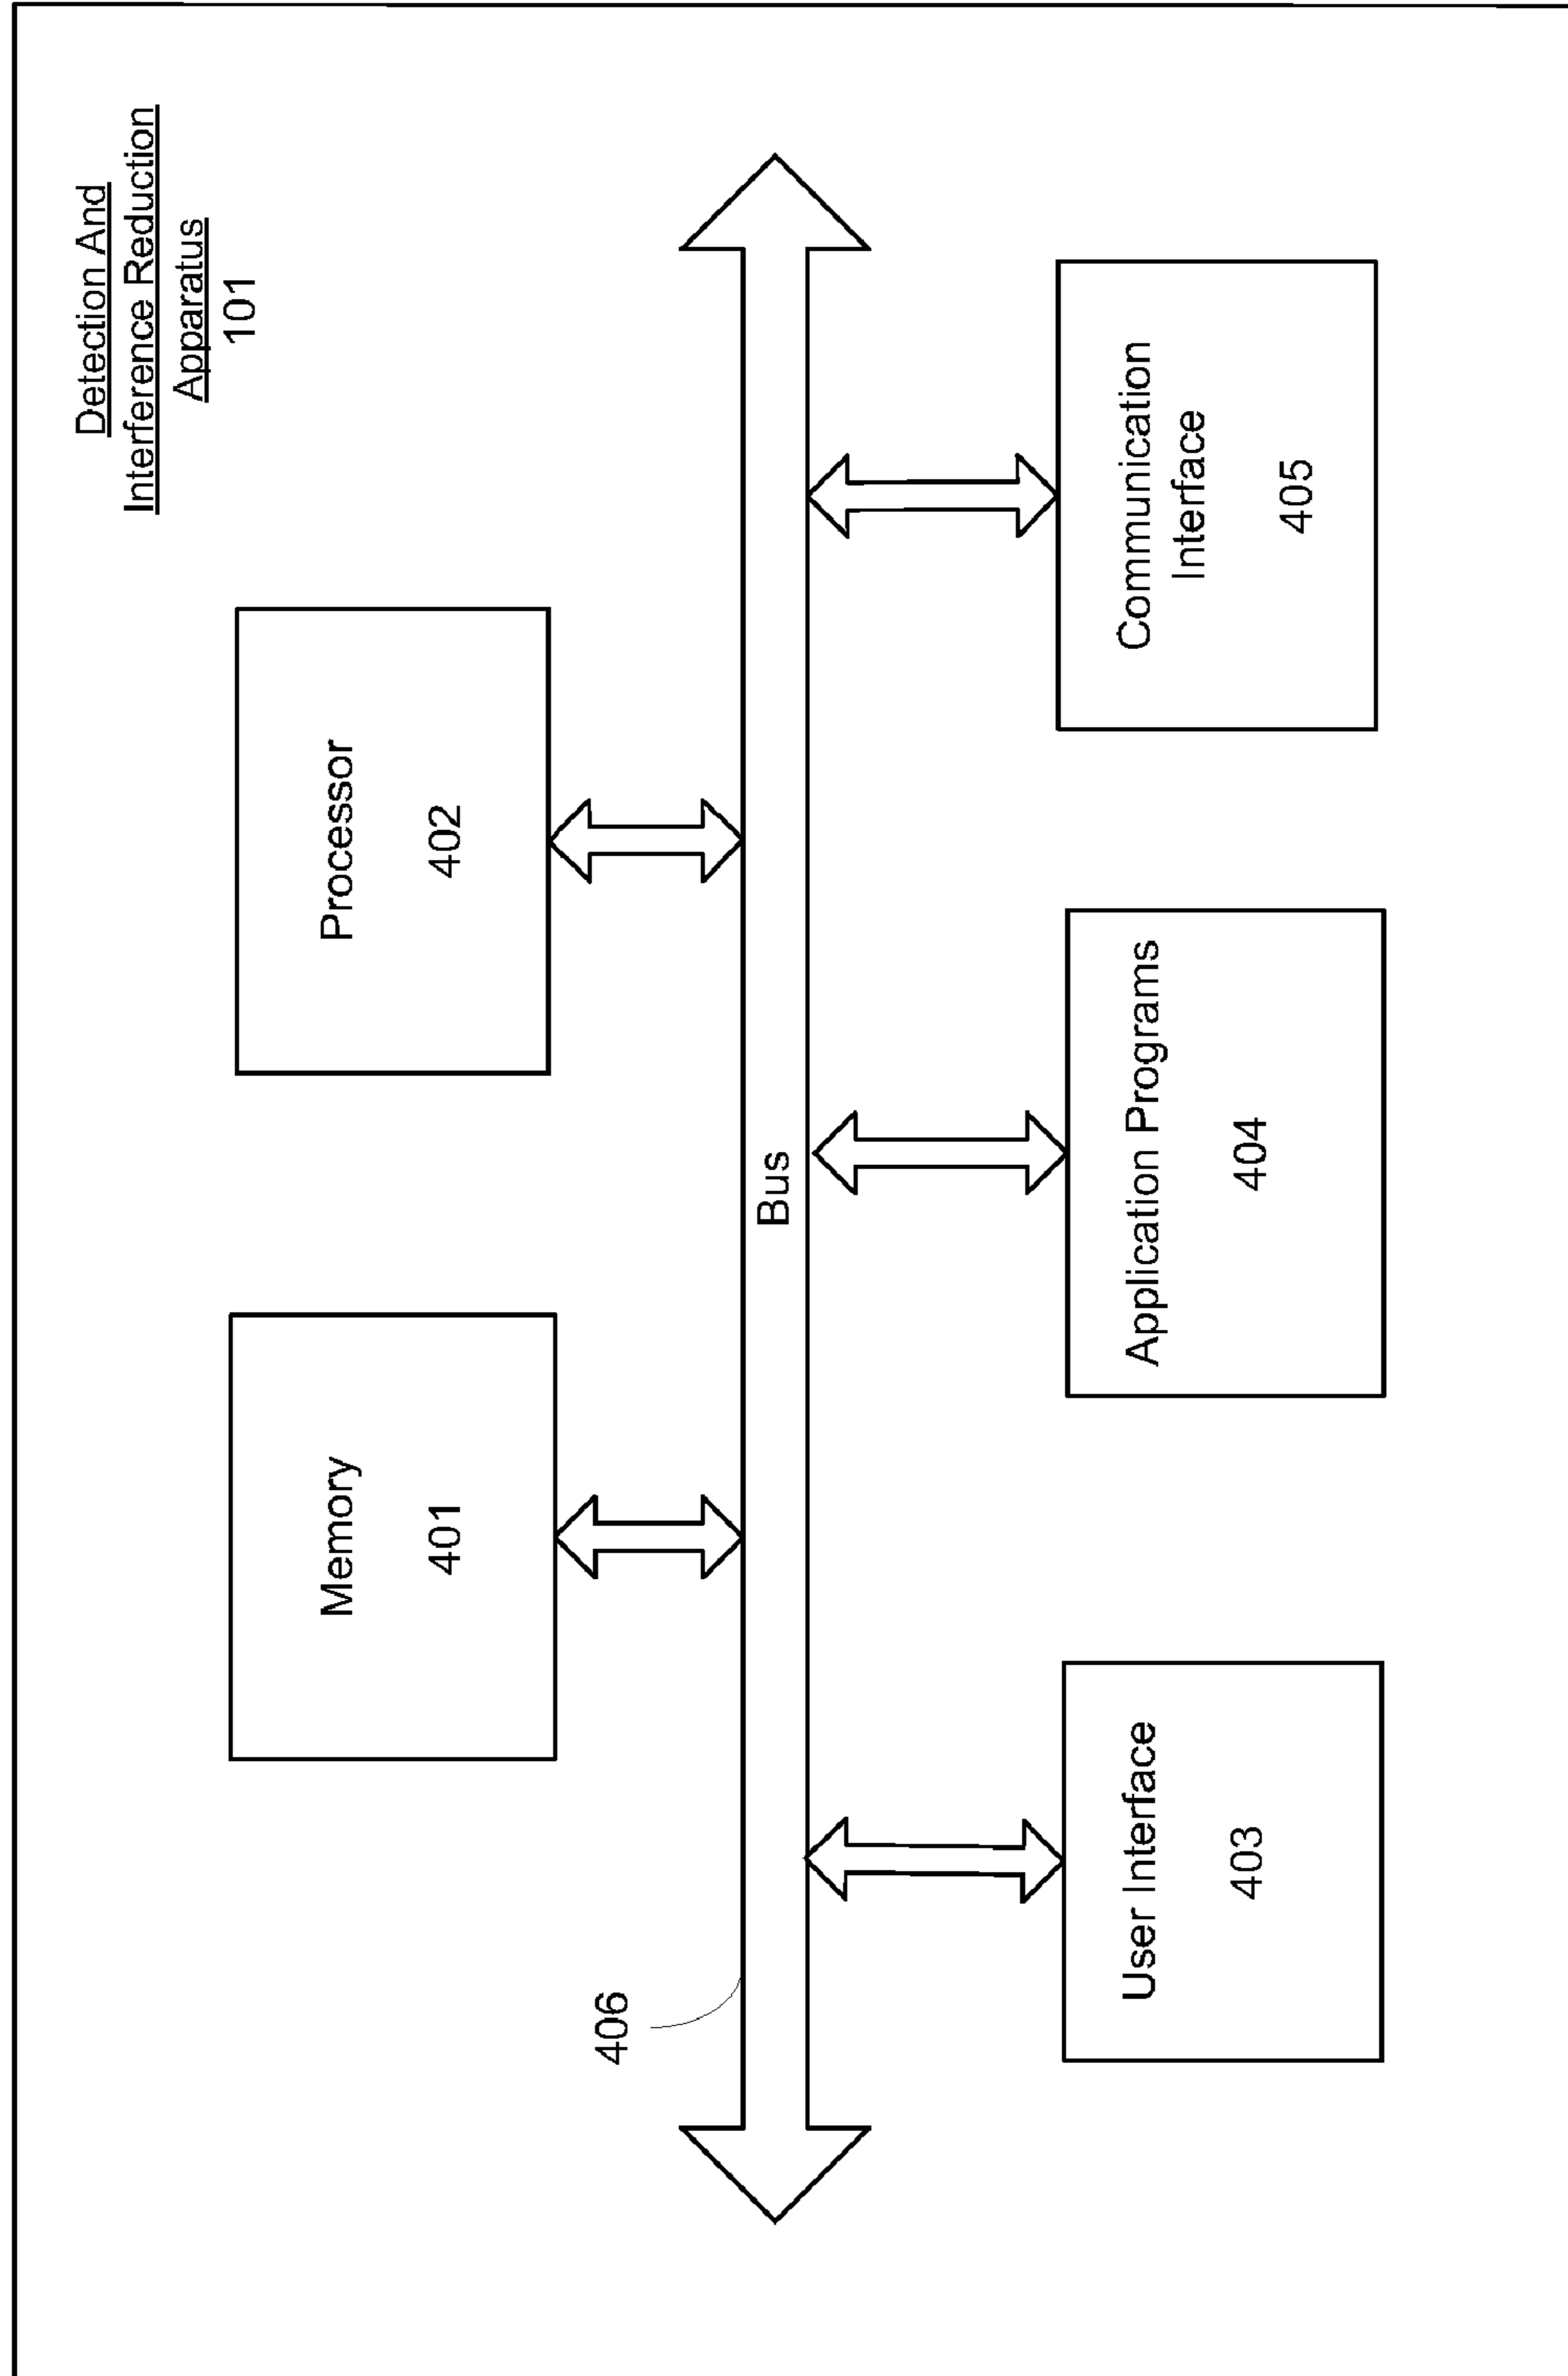 Detection And
Interference Reduction
Apparatus
101
Memory
401
Processor
402
406
Bus
User Interface
403
Application Programs
404
Communication
Interface
405